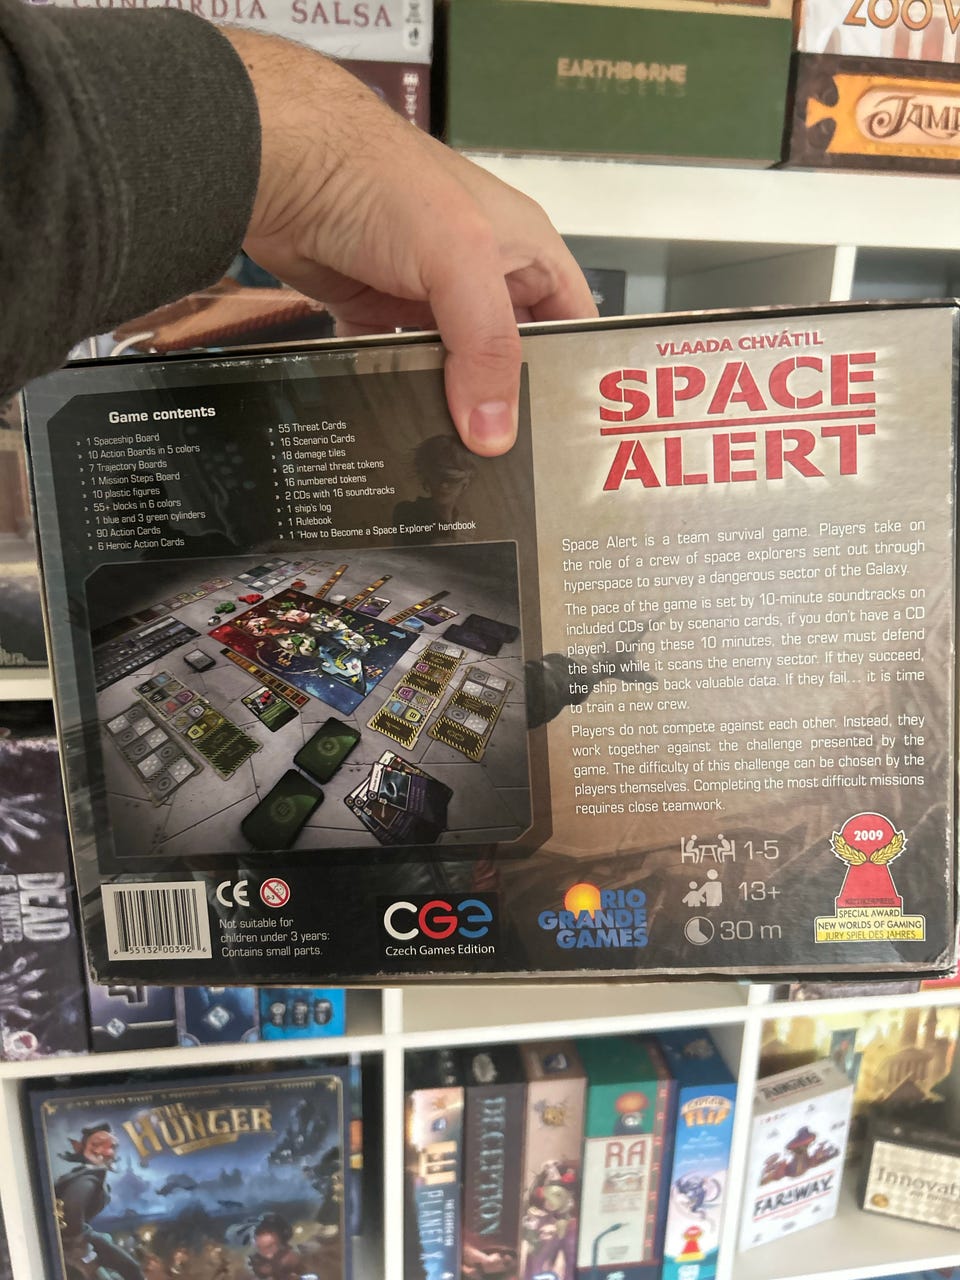 CONCORDIA SALSA
EARTHBORNE
RANGERS
ZOO
Game contents
» 1 Spaceship Board
» 10 Action Boards in 5 colors
» 7 Trajectory Boards
» 1 Mission Steps Board
» 10 plastic figures
» 55+ blocks in 6 colors
» 1 blue and 3 green cylinders
» 90 Action Cards
» 6 Heroic Action Cards
» 55 Threat Cards
» 16 Scenario Cards
» 18 damage tiles
» 26 internal threat tokens
» 16 numbered tokens
» 2 CDs with 16 soundtracks
» 1 ship's log
» 1 Rulebook
» 1 "How to Become a Space Explorer" handbook
VLAADA CHVÁTIL
SPACE
ALERT
Space Alert is a team survival game. Players take on
the role of a crew of space explorers sent out through
hyperspace to survey a dangerous sector of the Galaxy.
The pace of the game is set by 10-minute soundtracks on
included CDs (or by scenario cards, if you don't have a CD
player). During these 10 minutes, the crew must defend
the ship while it scans the enemy sector. If they succeed,
the ship brings back valuable data. If they fail... it is time
to train a new crew.
Players do not compete against each other. Instead, they
work together against the challenge presented by the
game. The difficulty of this challenge can be chosen by the
players themselves. Completing the most difficult missions
requires close teamwork.
1-5
13+
30 m
2009
KRITIKERPREIS
SPECIAL AWARD
NEW WORLDS OF GAMING
JURY SPIEL DES JAHRES
6 55132 00392 6
CE
0-3
Not suitable for
children under 3 years:
Contains small parts.
CGE
Czech Games Edition
RIO
GRANDE
GAMES
DEAD
THE
HUNGER
PLANET X
DECEPTION
RA
FLIP
FARAWAY
Innovat